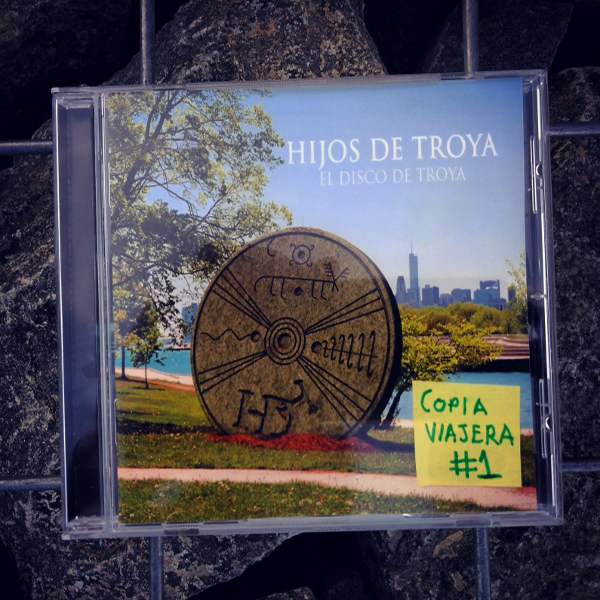 HIJOS DE TROYA
EL DISCO DE TROYA
COPIA
VIAJERA
#1